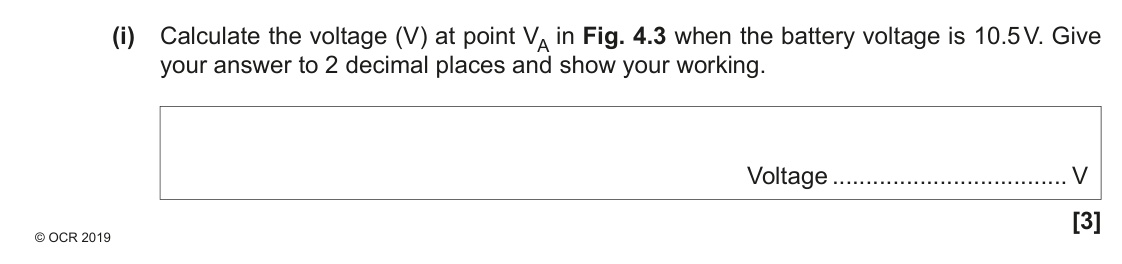 (i) Calculate the voltage (V) at point VA in Fig. 4.3 when the battery voltage is 10.5 V. Give
your answer to 2 decimal places and show your working.
Voltage ................................... V
[3]
© OCR 2019